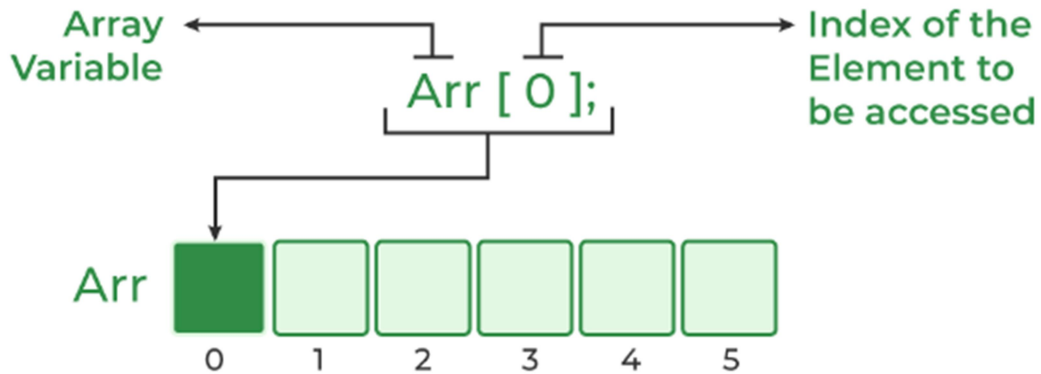 Array
Variable
Index of the
Element to
be accessed
Arr [ 0 ];
Arr
0 1 2 3 4 5